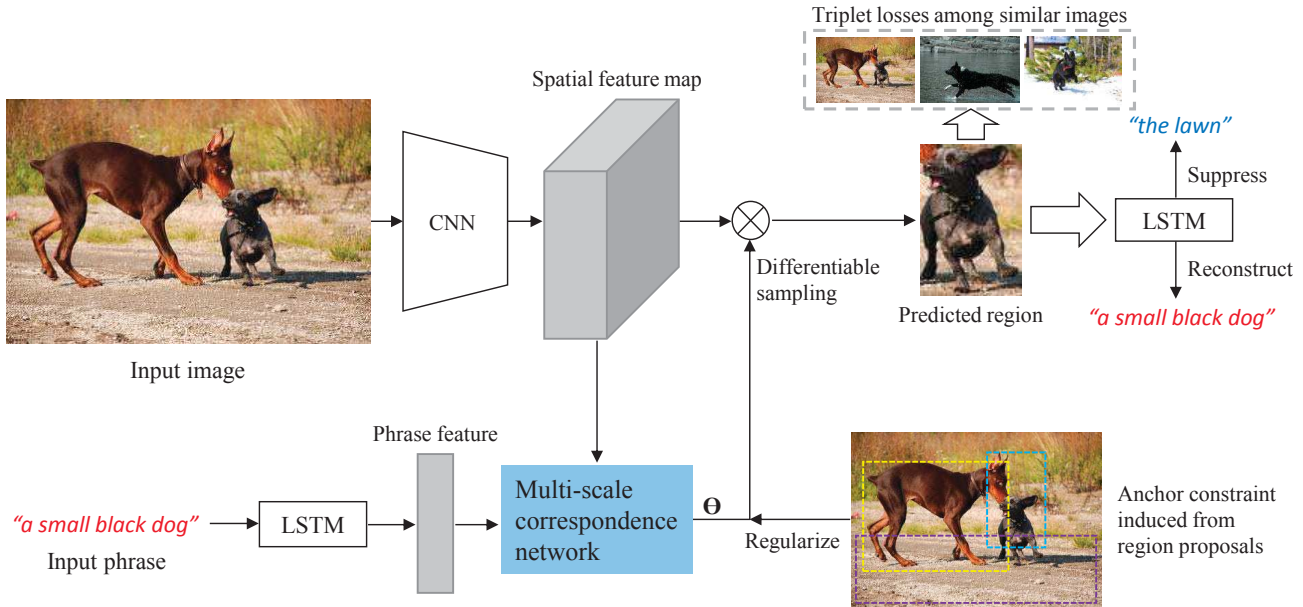 Triplet losses among similar images
Spatial feature map
“the lawn”
Suppress
CNN
LSTM
Differentiable
sampling
Reconstruct
Predicted region
“a small black dog”
Input image
Phrase feature
Multi-scale
correspondence
network
Θ
“a small black dog”
LSTM
Input phrase
Regularize
Anchor constraint
induced from
region proposals